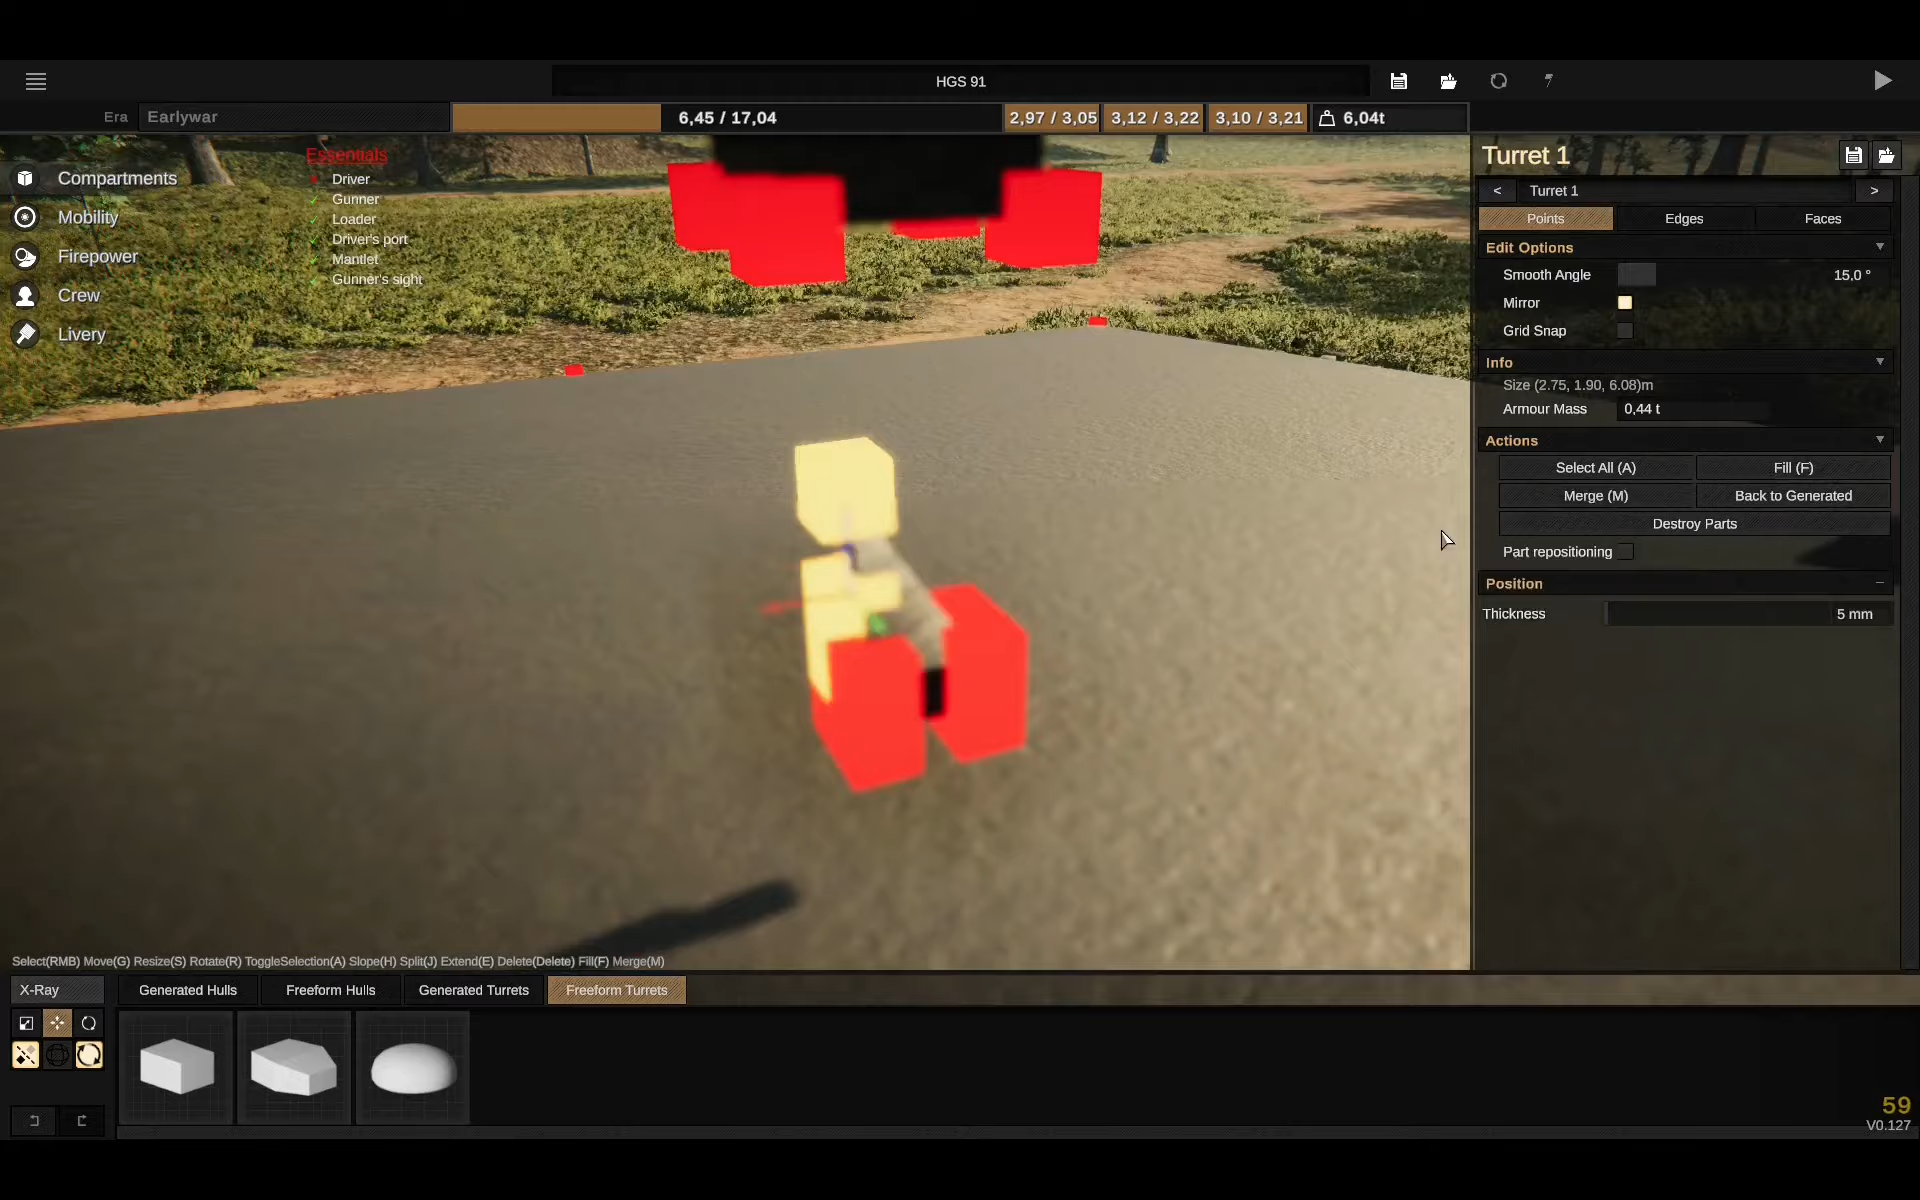 HGS 91
Era Earlywar 6,45 / 17,04 2,97 / 3,05 3,12 / 3,22 3,10 / 3,21 6,04t
Compartments
Mobility
Firepower
Crew
Livery
Essentials
Driver
Gunner
Loader
Driver's port
Mantlet
Gunner's sight
Turret 1
< Turret 1 >
Points Edges Faces
Edit Options
Smooth Angle 15,0 °
Mirror
Grid Snap
Info
Size (2.75, 1.90, 6.08)m
Armour Mass 0,44 t
Actions
Select All (A) Fill (F)
Merge (M) Back to Generated
Destroy Parts
Part repositioning
Position
Thickness 5 mm
Select(RMB) Move(G) Resize(S) Rotate(R) ToggleSelection(A) Slope(H) Split(J) Extend(E) Delete(Delete) Fill(F) Merge(M)
X-Ray Generated Hulls Freeform Hulls Generated Turrets Freeform Turrets
59
V0.127